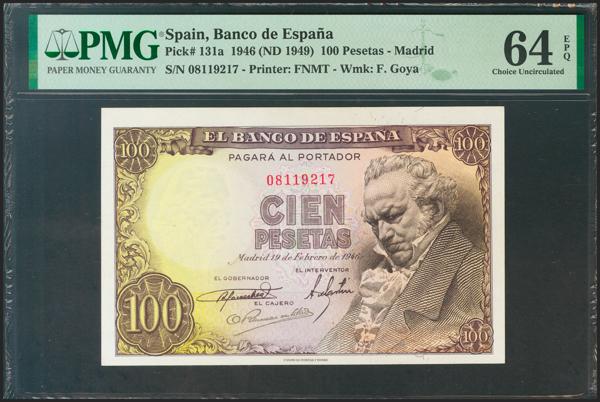 PMG
PAPER MONEY GUARANTY
Spain, Banco de España
Pick# 131a 1946 (ND 1949) 100 Pesetas - Madrid
S/N 08119217 - Printer: FNMT - Wmk: F. Goya
64 EPQ
Choice Uncirculated
EL BANCO DE ESPAÑA
100 100
PAGARÁ AL PORTADOR
08119217
CIEN
PESETAS
Madrid 19 de Febrero de 1946
EL GOBERNADOR EL INTERVENTOR
EL CAJERO
100 100